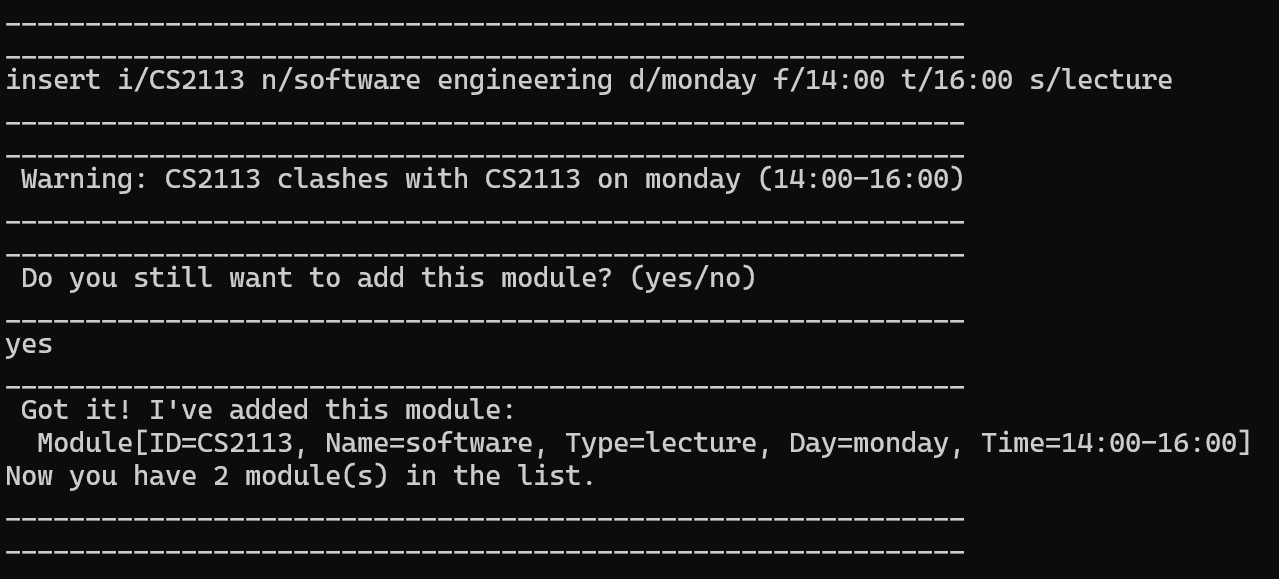 ____________________________________________________________
____________________________________________________________
insert i/CS2113 n/software engineering d/monday f/14:00 t/16:00 s/lecture
____________________________________________________________
____________________________________________________________
Warning: CS2113 clashes with CS2113 on monday (14:00-16:00)
____________________________________________________________
____________________________________________________________
Do you still want to add this module? (yes/no)
____________________________________________________________
yes
____________________________________________________________
Got it! I've added this module:
Module[ID=CS2113, Name=software, Type=lecture, Day=monday, Time=14:00-16:00]
Now you have 2 module(s) in the list.
____________________________________________________________
____________________________________________________________